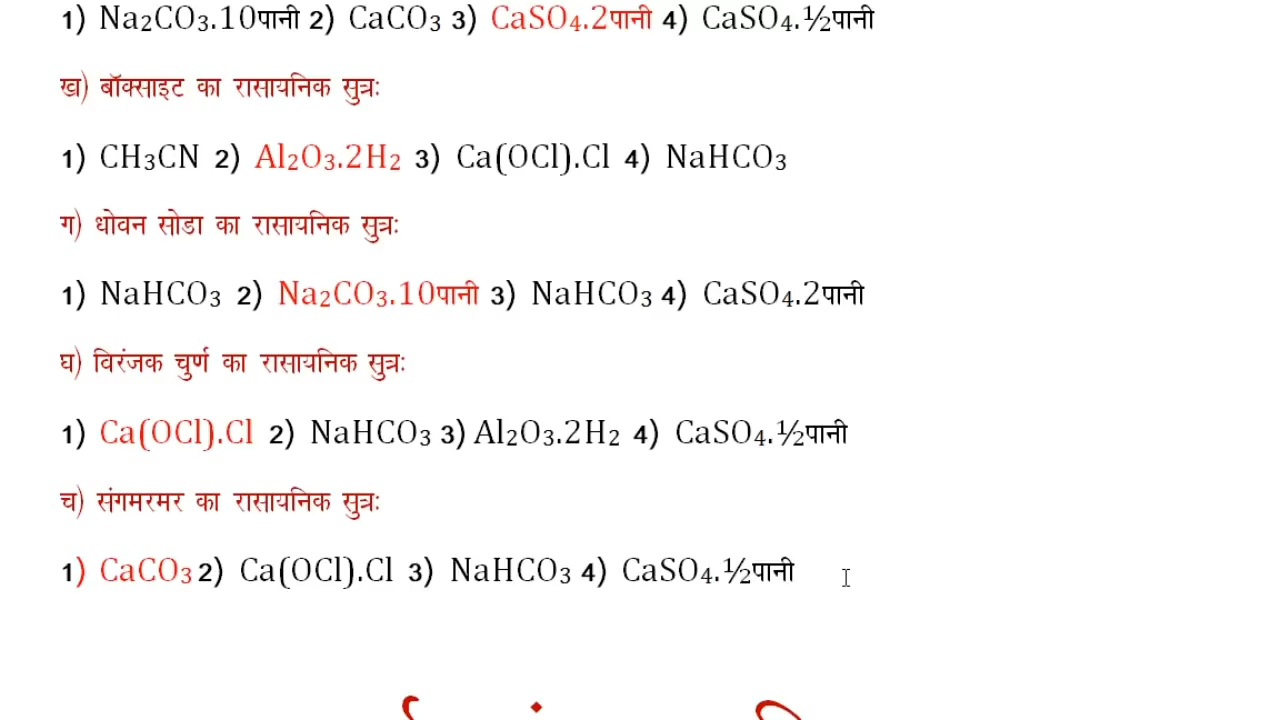 1) Na₂CO₃.10पानी 2) CaCO₃ 3) CaSO₄.2पानी 4) CaSO₄.½पानी
ख) बॉक्साइट का रासायनिक सुत्रः
1) CH₃CN 2) Al₂O₃.2H₂ 3) Ca(OCl).Cl 4) NaHCO₃
ग) धोवन सोडा का रासायनिक सुत्रः
1) NaHCO₃ 2) Na₂CO₃.10पानी 3) NaHCO₃ 4) CaSO₄.2पानी
घ) विरंजक चुर्ण का रासायनिक सुत्रः
1) Ca(OCl).Cl 2) NaHCO₃ 3) Al₂O₃.2H₂ 4) CaSO₄.½पानी
च) संगमरमर का रासायनिक सुत्रः
1) CaCO₃ 2) Ca(OCl).Cl 3) NaHCO₃ 4) CaSO₄.½पानी